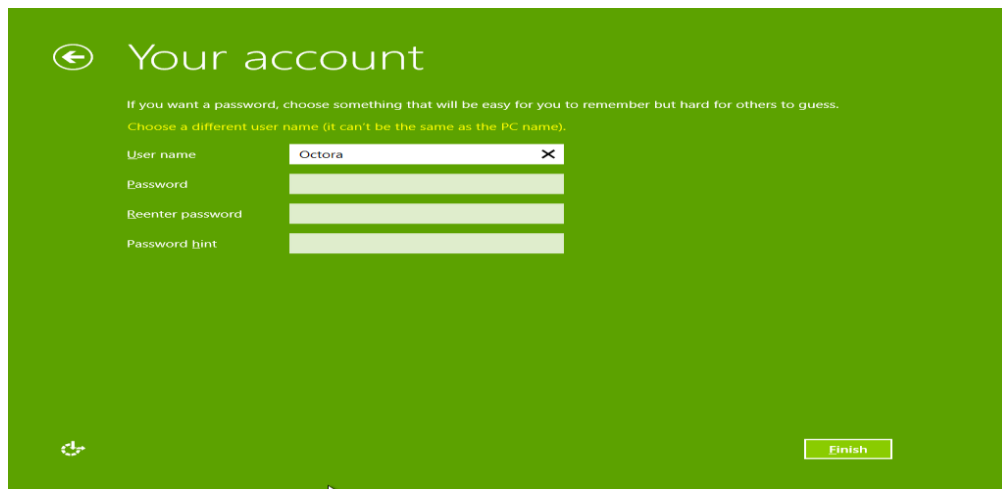 Your account
If you want a password, choose something that will be easy for you to remember but hard for others to guess.
Choose a different user name (it can't be the same as the PC name).
User name Octora
Password
Reenter password
Password hint
Finish